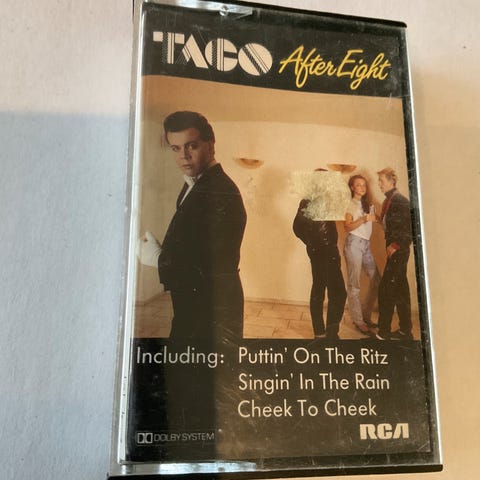 TACO After Eight
Including: Puttin' On The Ritz
Singin' In The Rain
Cheek To Cheek
DOLBY SYSTEM
RCA